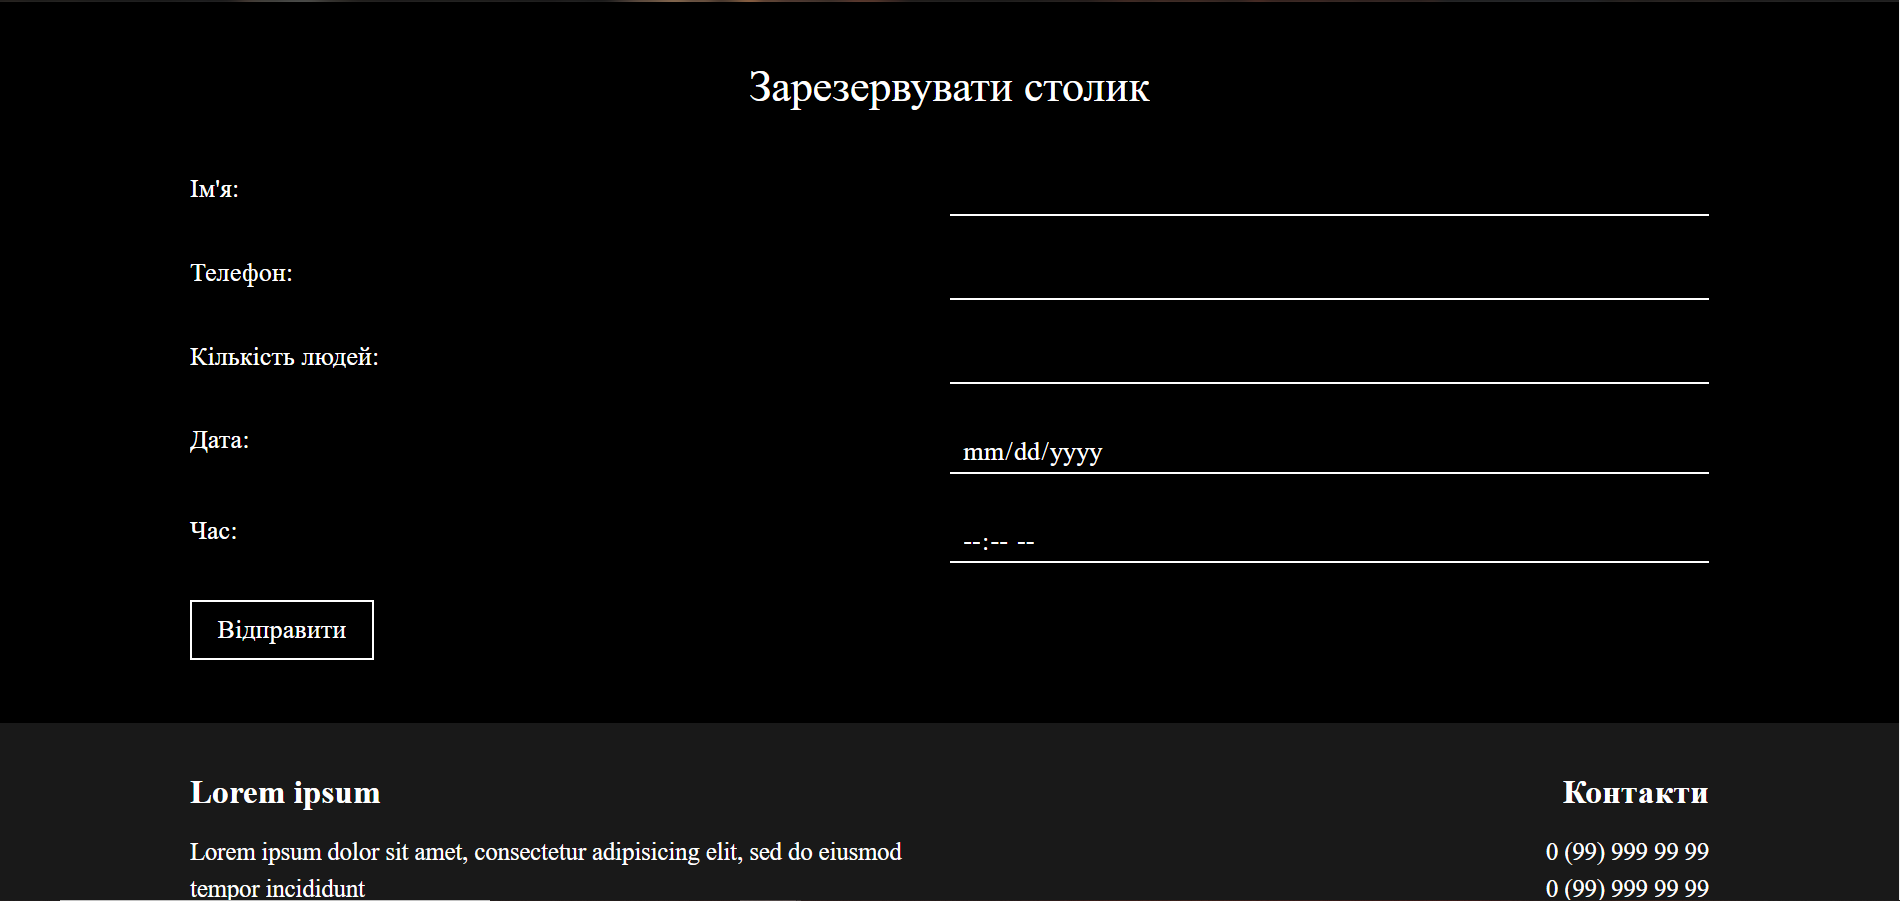 Зарезервувати столик
Ім'я:
Телефон:
Кількість людей:
Дата:
mm/dd/yyyy
Час:
--:-- --
Відправити
Lorem ipsum
Lorem ipsum dolor sit amet, consectetur adipisicing elit, sed do eiusmod
tempor incididunt
Контакти
0 (99) 999 99 99
0 (99) 999 99 99